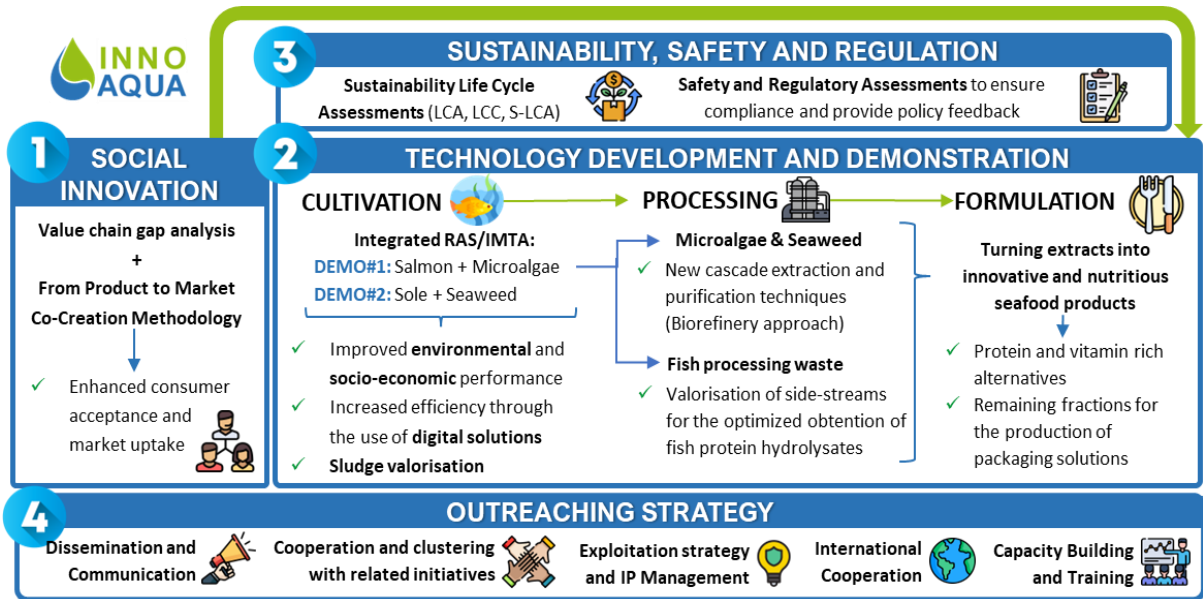 INNO
AQUA
3
SUSTAINABILITY, SAFETY AND REGULATION
Sustainability Life Cycle
Assessments (LCA, LCC, S-LCA)
Safety and Regulatory Assessments to ensure
compliance and provide policy feedback
1
SOCIAL
INNOVATION
Value chain gap analysis
+
From Product to Market
Co-Creation Methodology
✓ Enhanced consumer
acceptance and
market uptake
2
TECHNOLOGY DEVELOPMENT AND DEMONSTRATION
CULTIVATION
Integrated RAS/IMTA:
DEMO#1: Salmon + Microalgae
DEMO#2: Sole + Seaweed
✓ Improved environmental and
socio-economic performance
✓ Increased efficiency through
the use of digital solutions
✓ Sludge valorisation
PROCESSING
Microalgae & Seaweed
✓ New cascade extraction and
purification techniques
(Biorefinery approach)
Fish processing waste
✓ Valorisation of side-streams
for the optimized obtention of
fish protein hydrolysates
FORMULATION
Turning extracts into
innovative and nutritious
seafood products
✓ Protein and vitamin rich
alternatives
✓ Remaining fractions for
the production of
packaging solutions
4
OUTREACHING STRATEGY
Dissemination and
Communication
Cooperation and clustering
with related initiatives
Exploitation strategy
and IP Management
International
Cooperation
Capacity Building
and Training